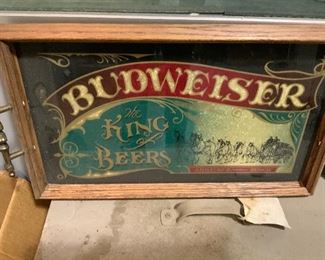 BUDWEISER
the
KING
of
BEERS